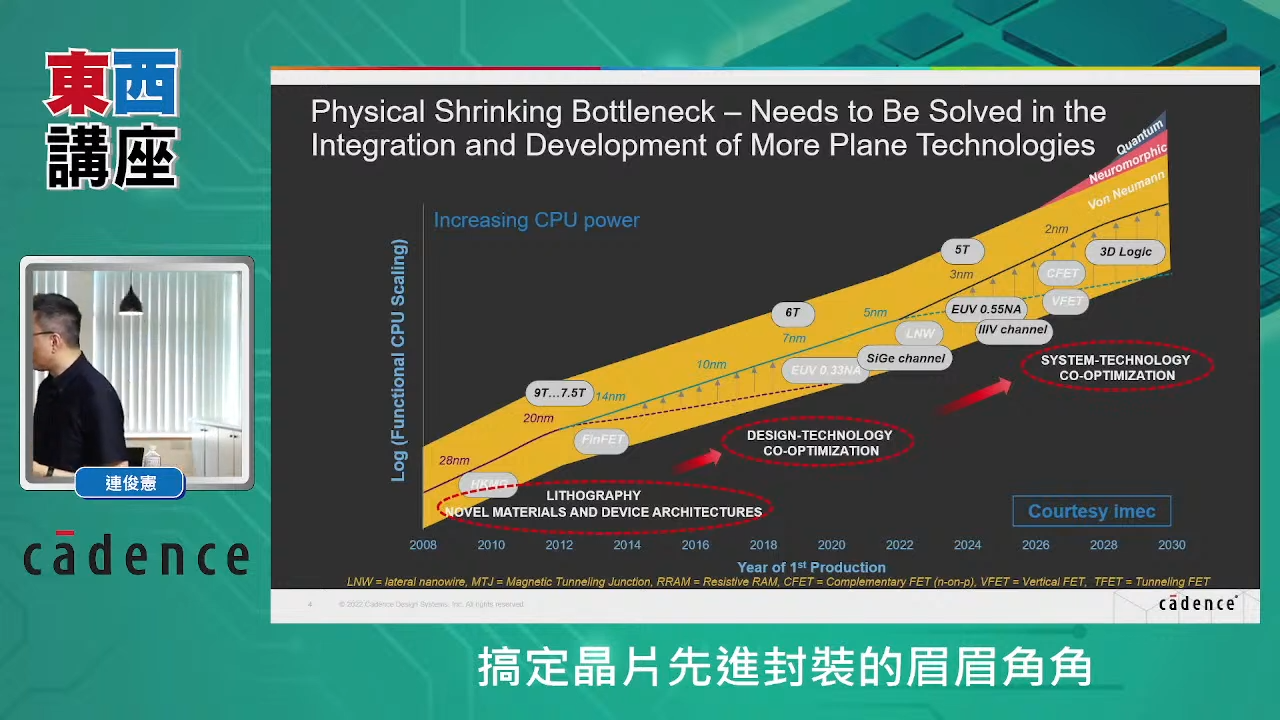 東西
講座
Physical Shrinking Bottleneck – Needs to Be Solved in the
Integration and Development of More Plane Technologies
Quantum
Neuromorphic
Von Neumann
Increasing CPU power
Log (Functional CPU Scaling)
2nm
5T
3D Logic
3nm
CFET
6T
5nm
EUV 0.55NA
VFET
7nm
LNW
IIIV channel
10nm
EUV 0.33NA
SiGe channel
SYSTEM-TECHNOLOGY
CO-OPTIMIZATION
9T...7.5T
14nm
20nm
FinFET
DESIGN-TECHNOLOGY
CO-OPTIMIZATION
28nm
HKMG
LITHOGRAPHY
NOVEL MATERIALS AND DEVICE ARCHITECTURES
Courtesy imec
2008 2010 2012 2014 2016 2018 2020 2022 2024 2026 2028 2030
Year of 1st Production
LNW = lateral nanowire, MTJ = Magnetic Tunneling Junction, RRAM = Resistive RAM, CFET = Complementary FET (n-on-p), VFET = Vertical FET, TFET = Tunneling FET
4 © 2022 Cadence Design Systems, Inc. All rights reserved.
cādence
連俊憲
cādence
搞定晶片先進封裝的眉眉角角